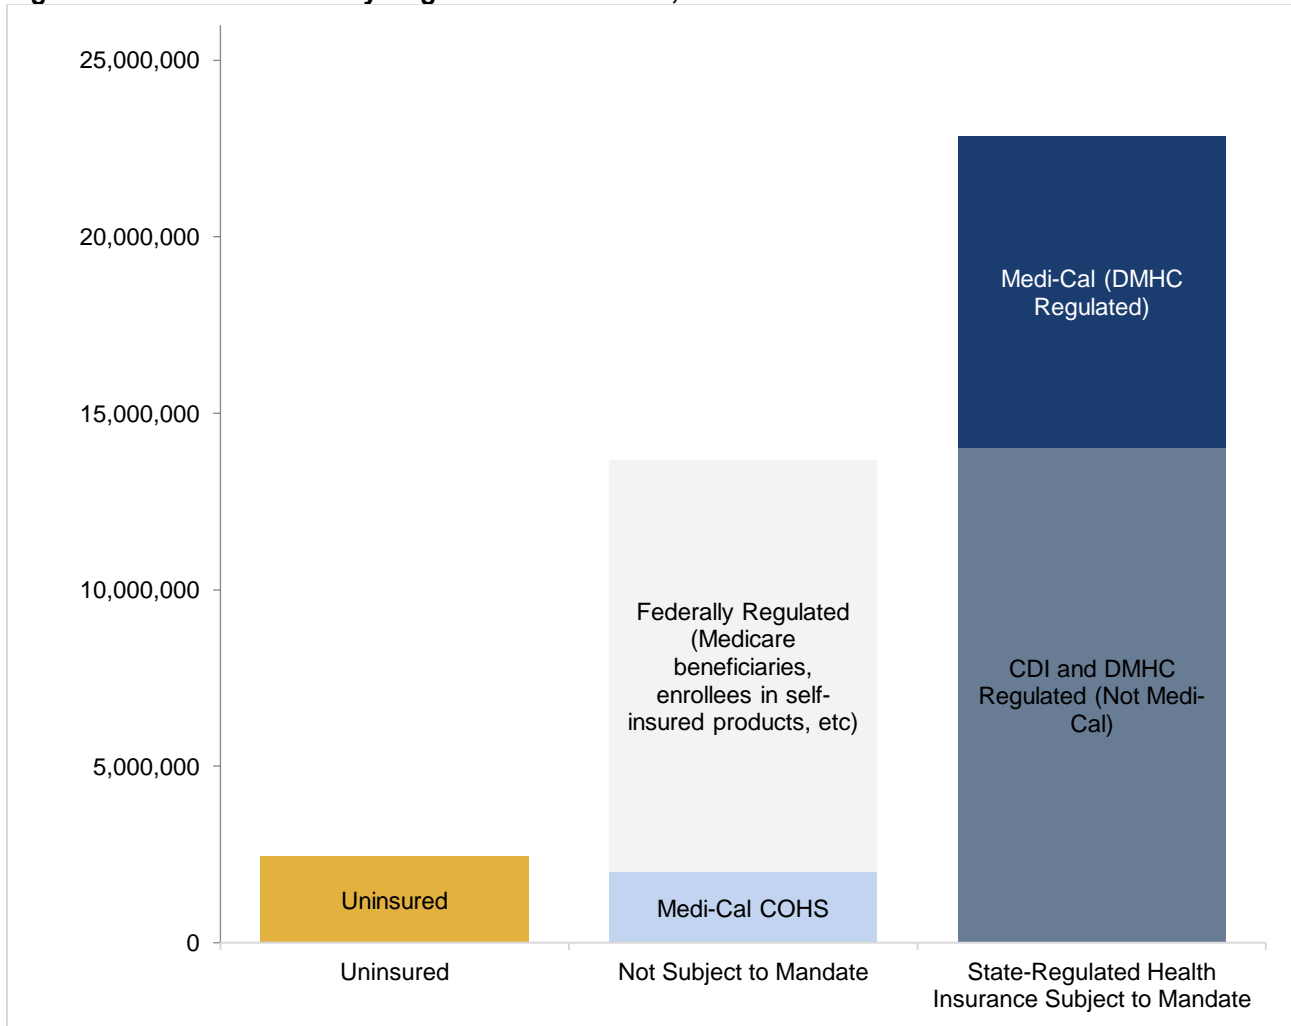 25,000,000
20,000,000
15,000,000
10,000,000
5,000,000
0
Medi-Cal (DMHC
Regulated)
Federally Regulated
(Medicare
beneficiaries,
enrollees in self-
insured products, etc)
CDI and DMHC
Regulated (Not Medi-
Cal)
Uninsured
Medi-Cal COHS
Uninsured
Not Subject to Mandate
State-Regulated Health
Insurance Subject to Mandate